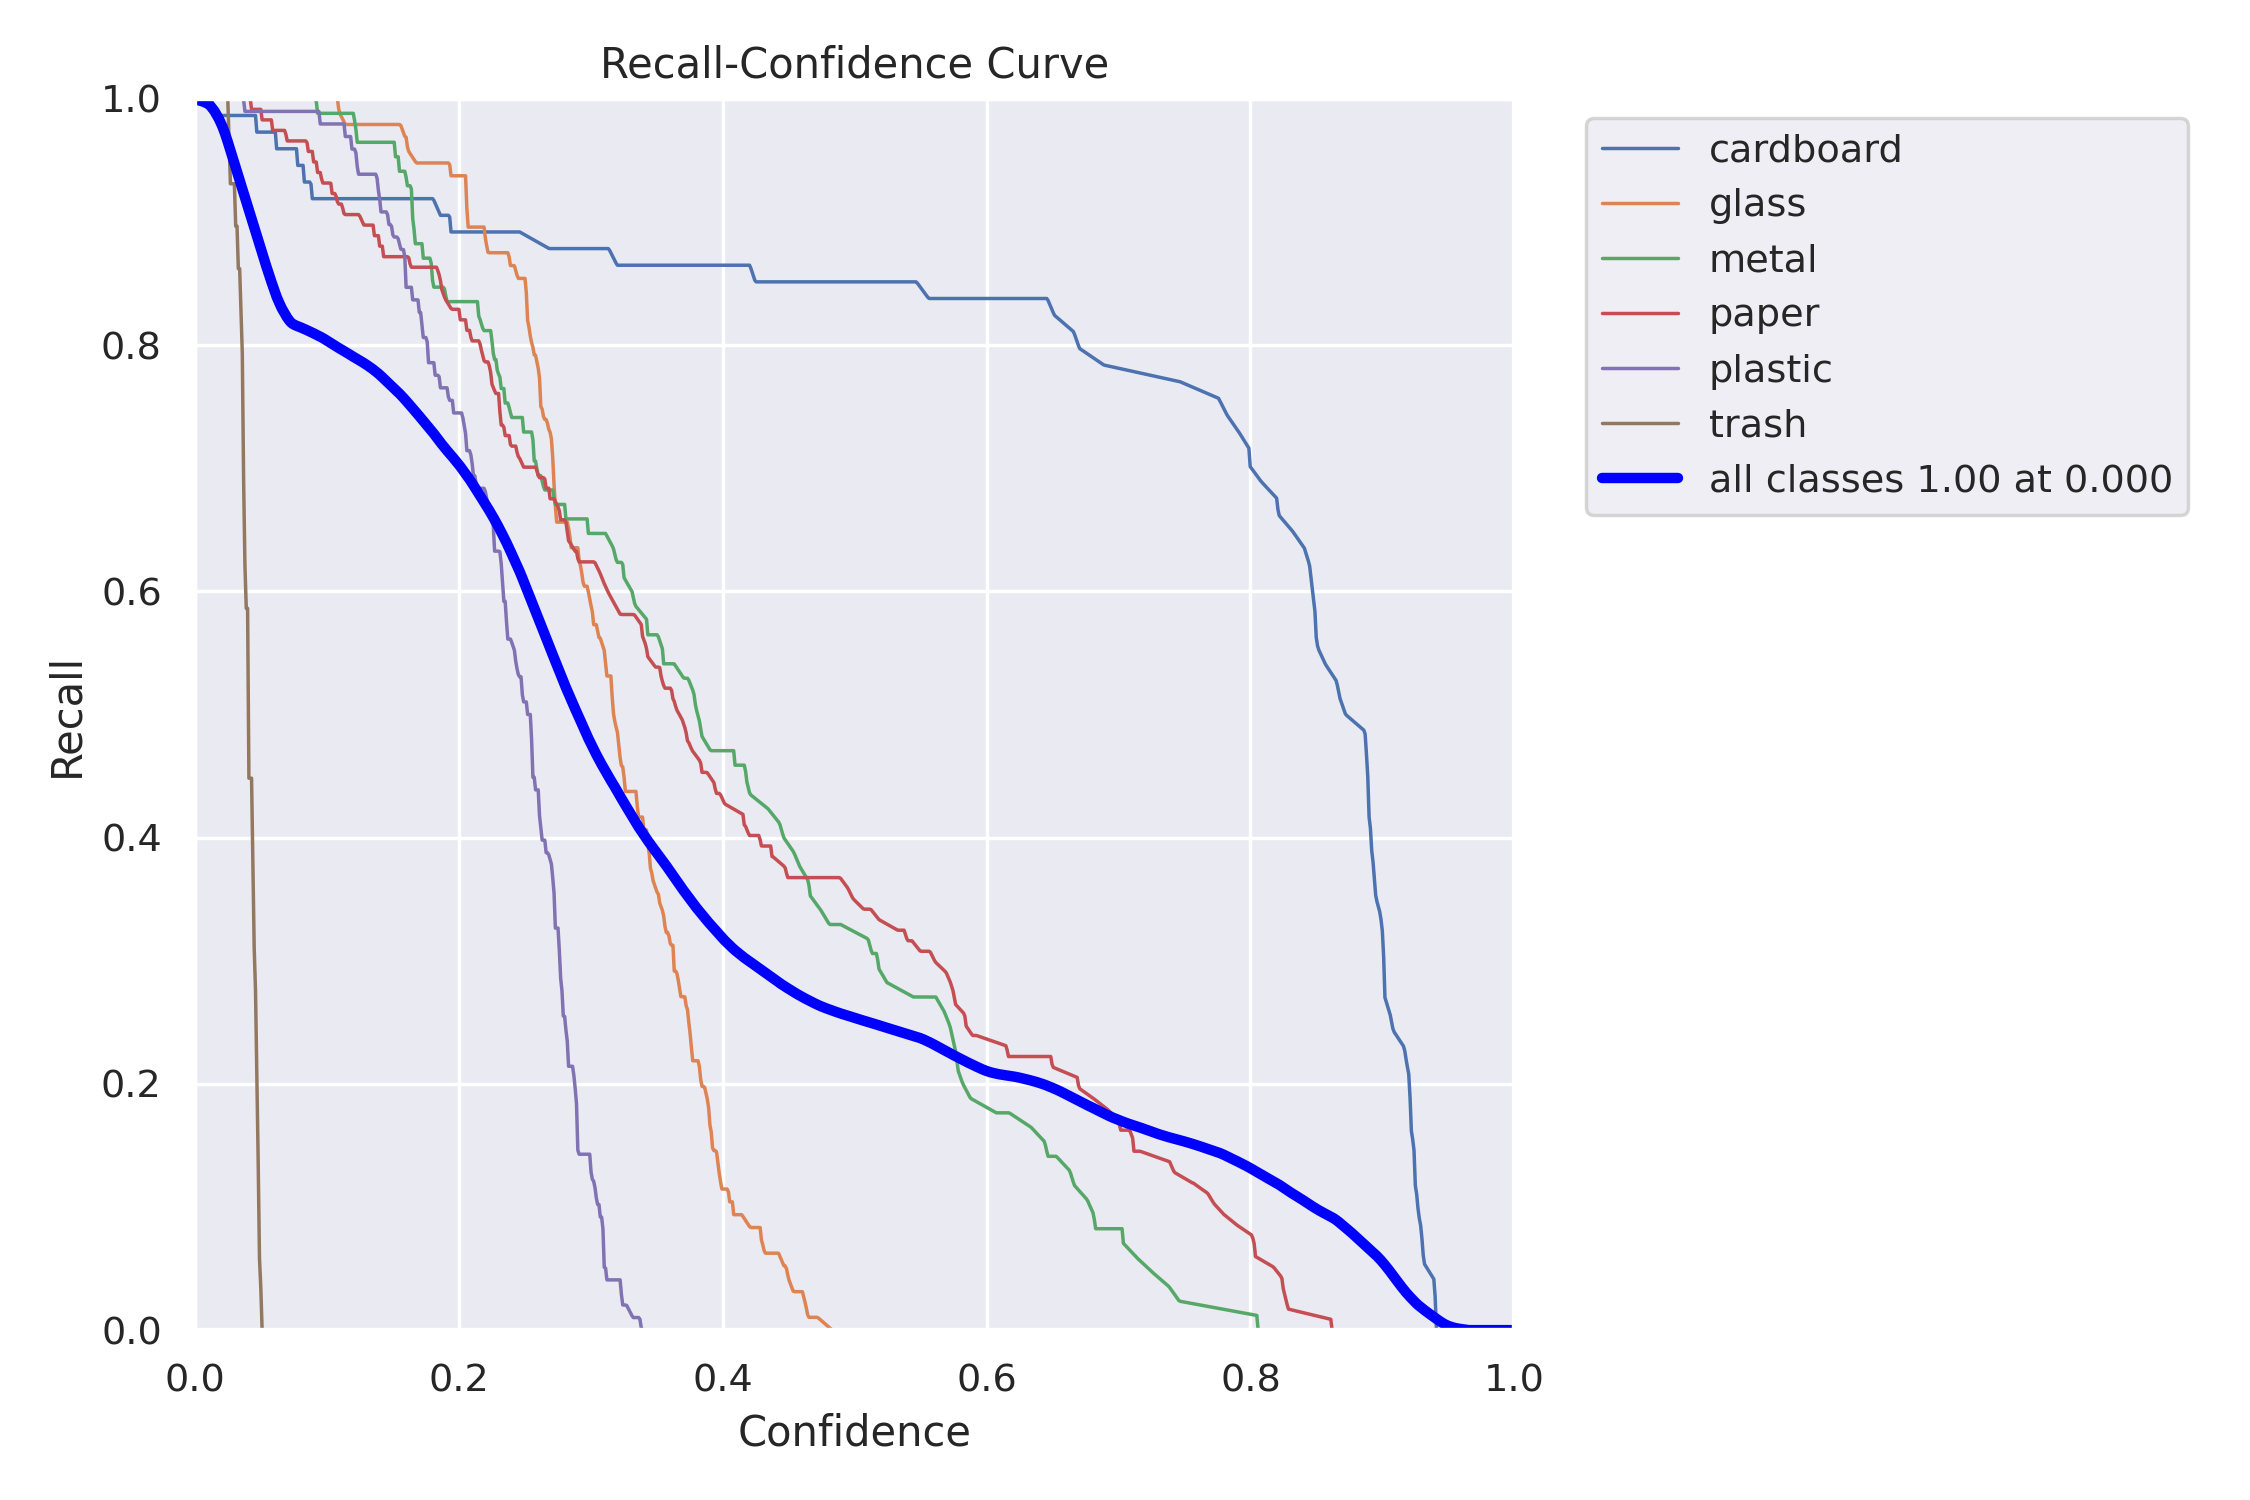 Recall-Confidence Curve
1.0
0.8
0.6
0.4
0.2
0.0
Recall
0.0 0.2 0.4 0.6 0.8 1.0
Confidence
cardboard
glass
metal
paper
plastic
trash
all classes 1.00 at 0.000